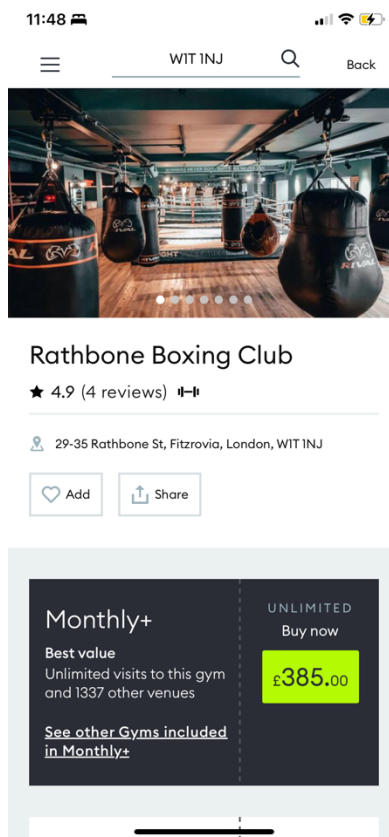 11:48
W1T 1NJ
Back
RIVAL
RIVAL
Rathbone Boxing Club
4.9 (4 reviews)
29-35 Rathbone St, Fitzrovia, London, W1T 1NJ
Add
Share
Monthly+
Best value
Unlimited visits to this gym
and 1337 other venues
See other Gyms included
in Monthly+
UNLIMITED
Buy now
£385.00